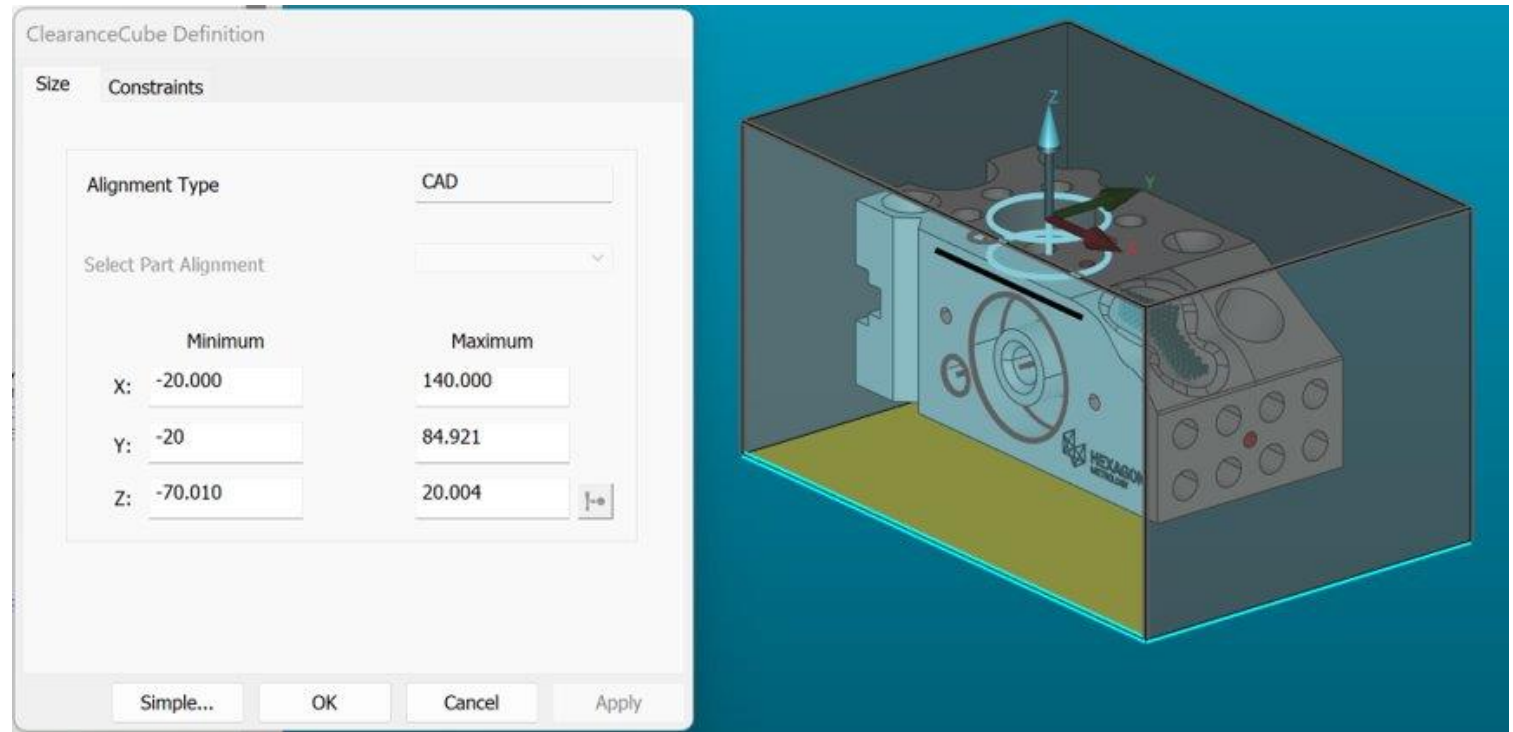 ClearanceCube Definition
Size Constraints
Alignment Type CAD
Select Part Alignment
Minimum Maximum
X: -20.000 140.000
Y: -20 84.921
Z: -70.010 20.004
Simple... OK Cancel Apply
Z
Y
X
HEXAGON
METROLOGY